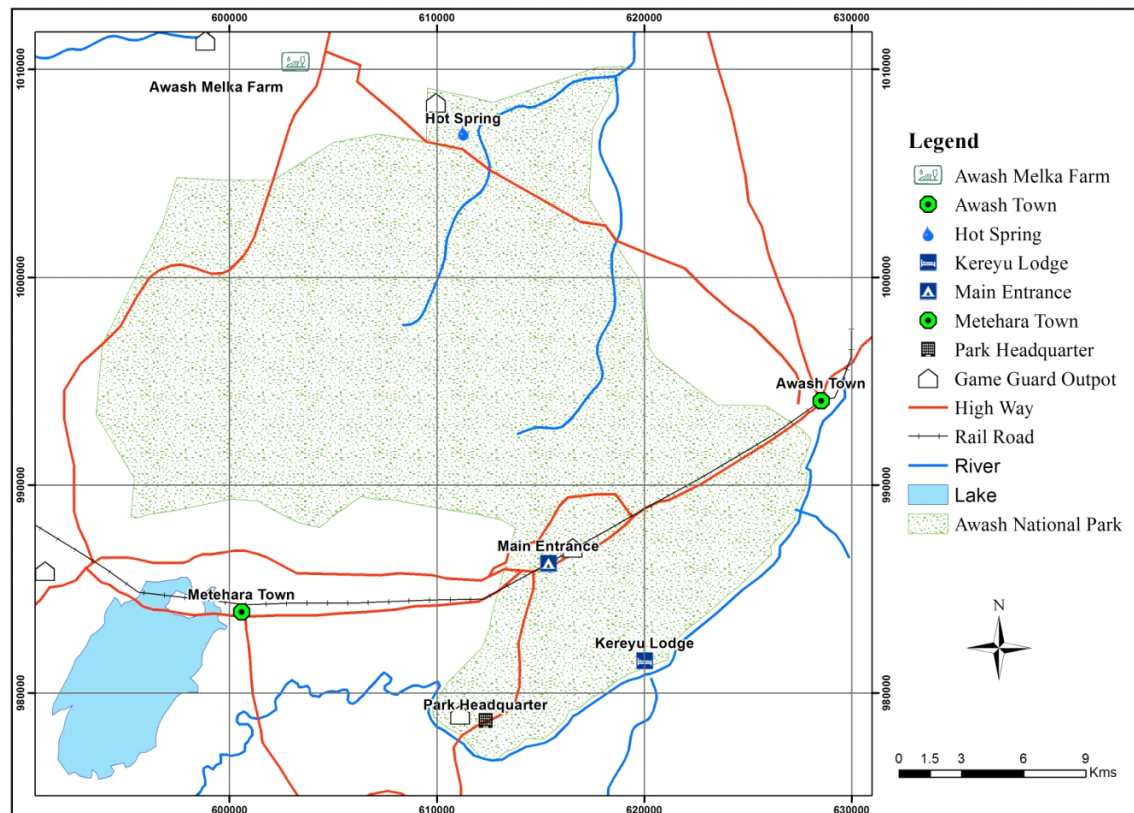 600000
610000
620000
630000
1010000
1010000
Awash Melka Farm
Hot Spring
1000000
1000000
Awash Town
990000
990000
Main Entrance
Metehara Town
Kereyu Lodge
980000
980000
Park Headquarter
600000
610000
620000
630000
Legend
Awash Melka Farm
Awash Town
Hot Spring
Kereyu Lodge
Main Entrance
Metehara Town
Park Headquarter
Game Guard Outpot
High Way
Rail Road
River
Lake
Awash National Park
N
0 1.5 3 6 9
Kms